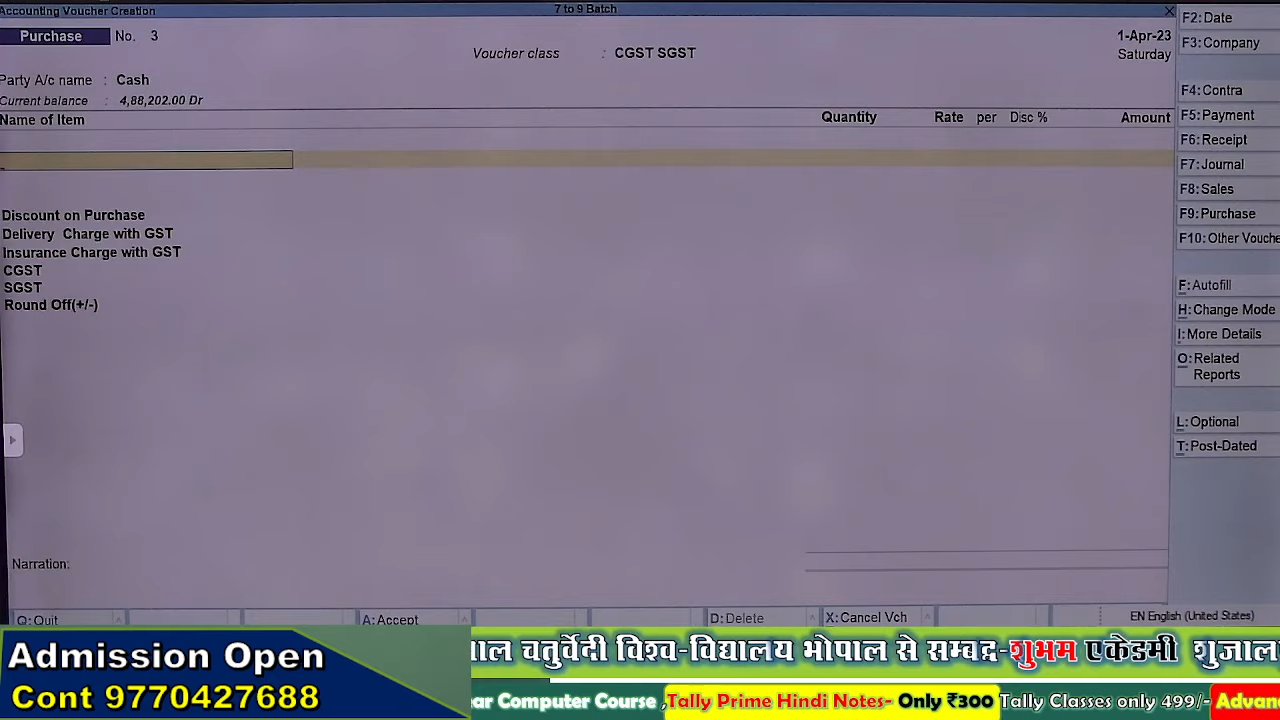 Accounting Voucher Creation
7 to 9 Batch
Purchase No. 3
1-Apr-23
Voucher class : CGST SGST
Saturday
Party A/c name : Cash
Current balance : 4,88,202.00 Dr
Name of Item Quantity Rate per Disc % Amount
Discount on Purchase
Delivery Charge with GST
Insurance Charge with GST
CGST
SGST
Round Off(+/-)
Narration:
Q: Quit
A: Accept
D: Delete
X: Cancel Vch
EN English (United States)
F2: Date
F3: Company
F4: Contra
F5: Payment
F6: Receipt
F7: Journal
F8: Sales
F9: Purchase
F10: Other Vouche
F: Autofill
H: Change Mode
I: More Details
O: Related
Reports
L: Optional
T: Post-Dated
Admission Open
Cont 9770427688
ाल चतुर्वेदी विश्व-विद्यालय भोपाल से सम्बद्ध-शुभम एकेडमी शुजाल
ar Computer Course ,Tally Prime Hindi Notes- Only ₹300 Tally Classes only 499/- Advan